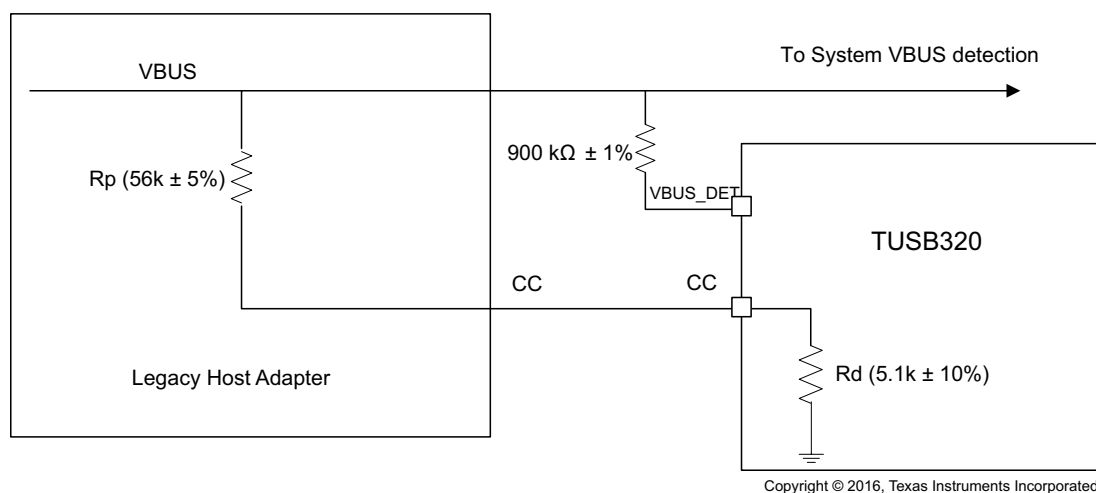 To System VBUS detection
VBUS
900 kΩ ± 1%
Rp (56k ± 5%)
VBUS_DET
TUSB320
CC
CC
Legacy Host Adapter
Rd (5.1k ± 10%)
Copyright © 2016, Texas Instruments Incorporated